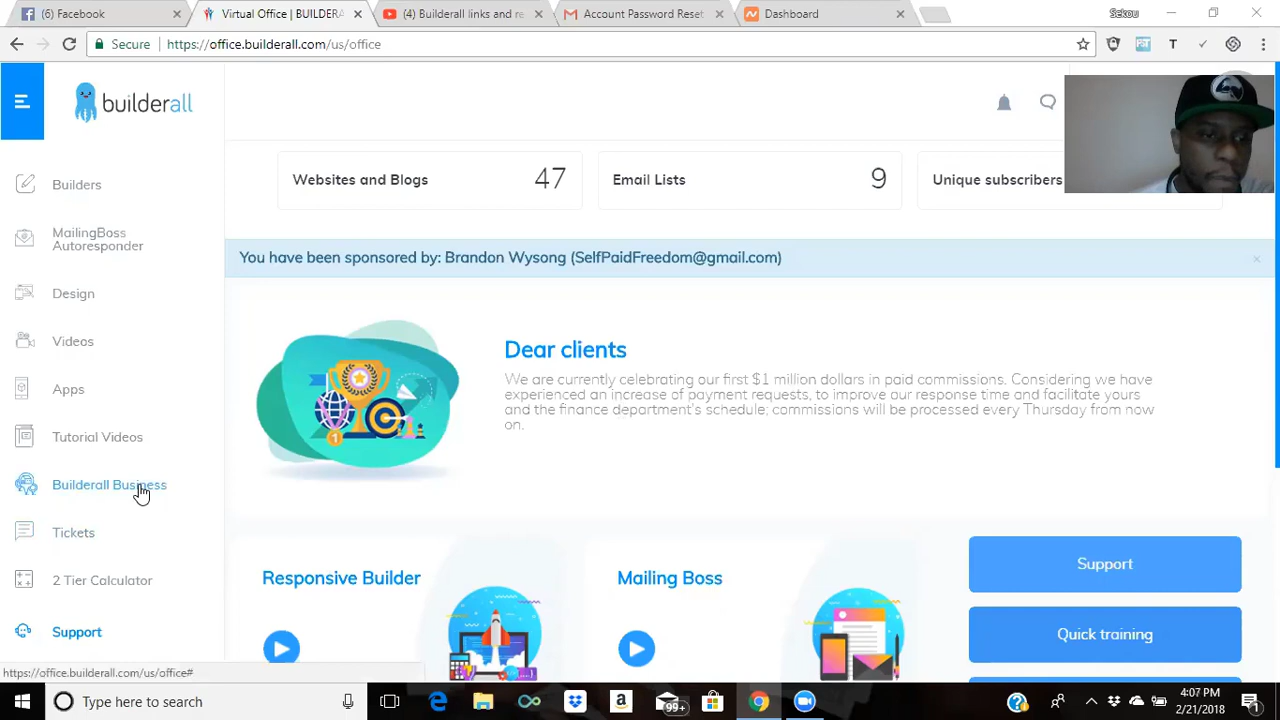 (6) Facebook
Virtual Office | BUILDERA
(4) Builderall links and re
Account Password Reset
Dashboard
Sekou
Secure
https://office.builderall.com/us/office
T
builderall
Websites and Blogs 47
Email Lists 9
Unique subscribers
Builders
MailingBoss
Autoresponder
Design
Videos
Apps
Tutorial Videos
Builderall Business
Tickets
2 Tier Calculator
Support
You have been sponsored by: Brandon Wysong (SelfPaidFreedom@gmail.com)
×
Dear clients
We are currently celebrating our first $1 million dollars in paid commissions. Considering we have
experienced an increase of payment requests, to improve our response time and facilitate yours
and the finance department's schedule; commissions will be processed every Thursday from now
on.
Responsive Builder
Mailing Boss
Support
Quick training
https://office.builderall.com/us/office#
Type here to search
99+
4:07 PM
2/21/2018